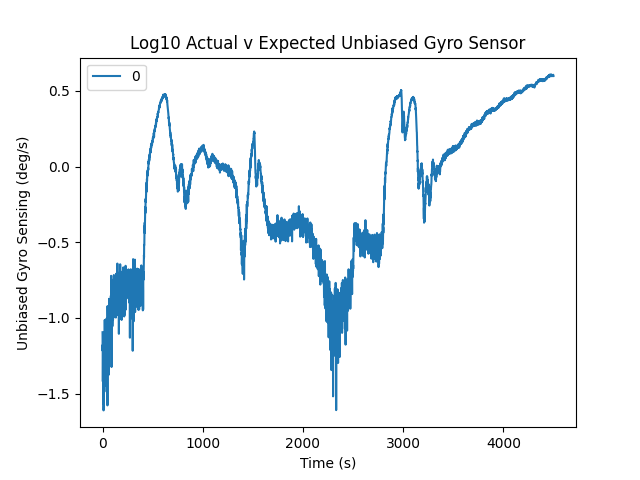 Log10 Actual v Expected Unbiased Gyro Sensor
0
Unbiased Gyro Sensing (deg/s)
0.5
0.0
−0.5
−1.0
−1.5
0 1000 2000 3000 4000
Time (s)